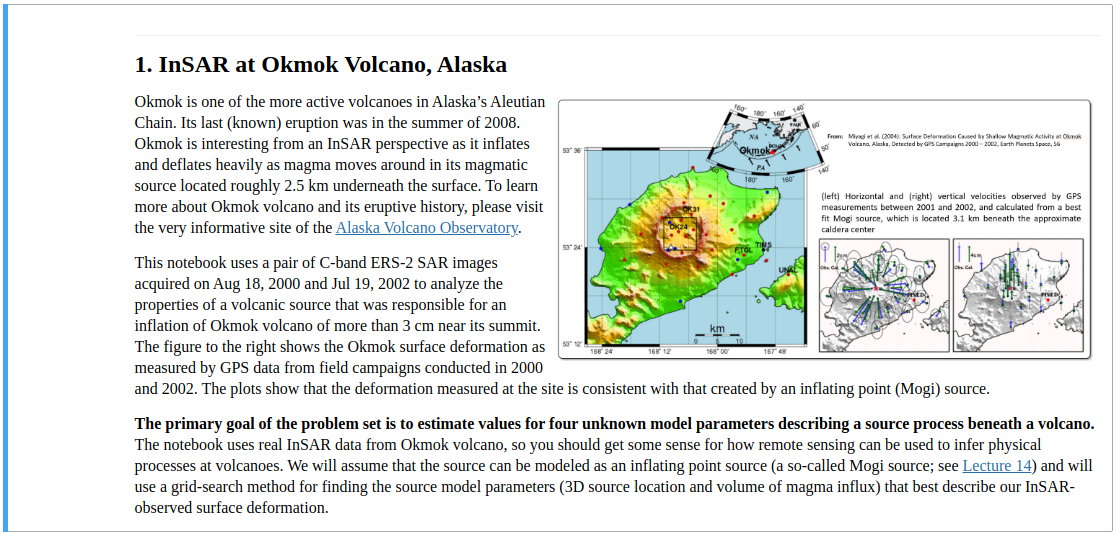 1. InSAR at Okmok Volcano, Alaska
Okmok is one of the more active volcanoes in Alaska’s Aleutian
Chain. Its last (known) eruption was in the summer of 2008.
Okmok is interesting from an InSAR perspective as it inflates
and deflates heavily as magma moves around in its magmatic
source located roughly 2.5 km underneath the surface. To learn
more about Okmok volcano and its eruptive history, please visit
the very informative site of the Alaska Volcano Observatory.
This notebook uses a pair of C-band ERS-2 SAR images
acquired on Aug 18, 2000 and Jul 19, 2002 to analyze the
properties of a volcanic source that was responsible for an
inflation of Okmok volcano of more than 3 cm near its summit.
The figure to the right shows the Okmok surface deformation as
measured by GPS data from field campaigns conducted in 2000
and 2002. The plots show that the deformation measured at the site is consistent with that created by an inflating point (Mogi) source.
160° 180° 160° 140°
60°
NA
Okmok
50°
PA
180° 160° 140°
53° 36'
OK31
OK24
53° 24'
FTGL TIMS
UNAL
km
0 5 10
53° 12'
168° 24' 168° 12' 168° 00' 167° 48'
From: Miyagi et al. (2004): Surface Deformation Caused by Shallow Magmatic Activity at Okmok
Volcano, Alaska, Detected by GPS Campaigns 2000 – 2002, Earth Planets Space, 56
(left) Horizontal and (right) vertical velocities observed by GPS
measurements between 2001 and 2002, and calculated from a best
fit Mogi source, which is located 3.1 km beneath the approximate
caldera center
2cm
Obs. Cal.
4cm
Obs. Cal.
The primary goal of the problem set is to estimate values for four unknown model parameters describing a source process beneath a volcano.
The notebook uses real InSAR data from Okmok volcano, so you should get some sense for how remote sensing can be used to infer physical
processes at volcanoes. We will assume that the source can be modeled as an inflating point source (a so-called Mogi source; see Lecture 14) and will
use a grid-search method for finding the source model parameters (3D source location and volume of magma influx) that best describe our InSAR-
observed surface deformation.